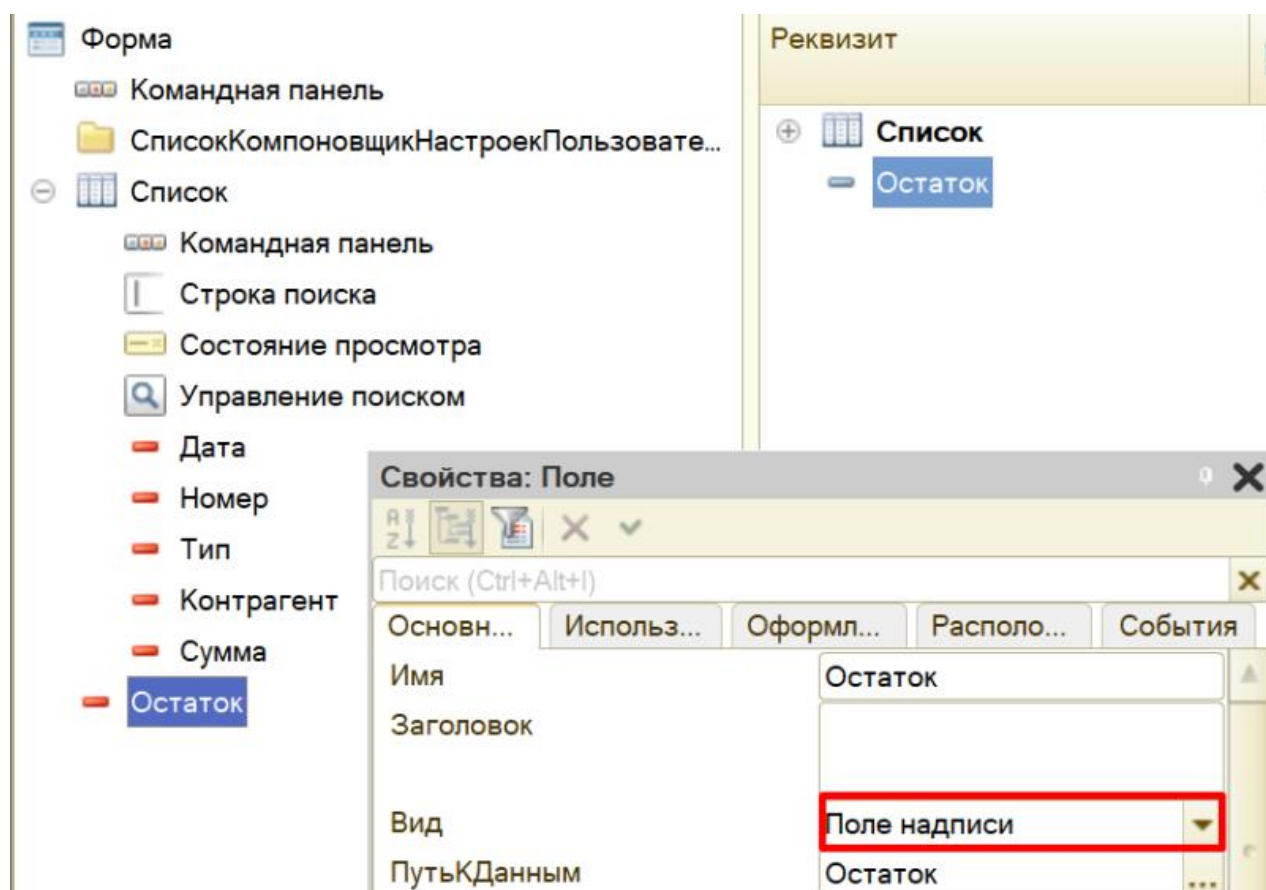 Форма
Командная панель
СписокКомпоновщикНастроекПользовате...
Список
Командная панель
Строка поиска
Состояние просмотра
Управление поиском
Дата
Номер
Тип
Контрагент
Сумма
Остаток
Реквизит
Список
Остаток
Свойства: Поле
Поиск (Ctrl+Alt+I)
Основн... Использ... Оформл... Располо... События
Имя Остаток
Заголовок
Вид Поле надписи
ПутьКДанным Остаток ...